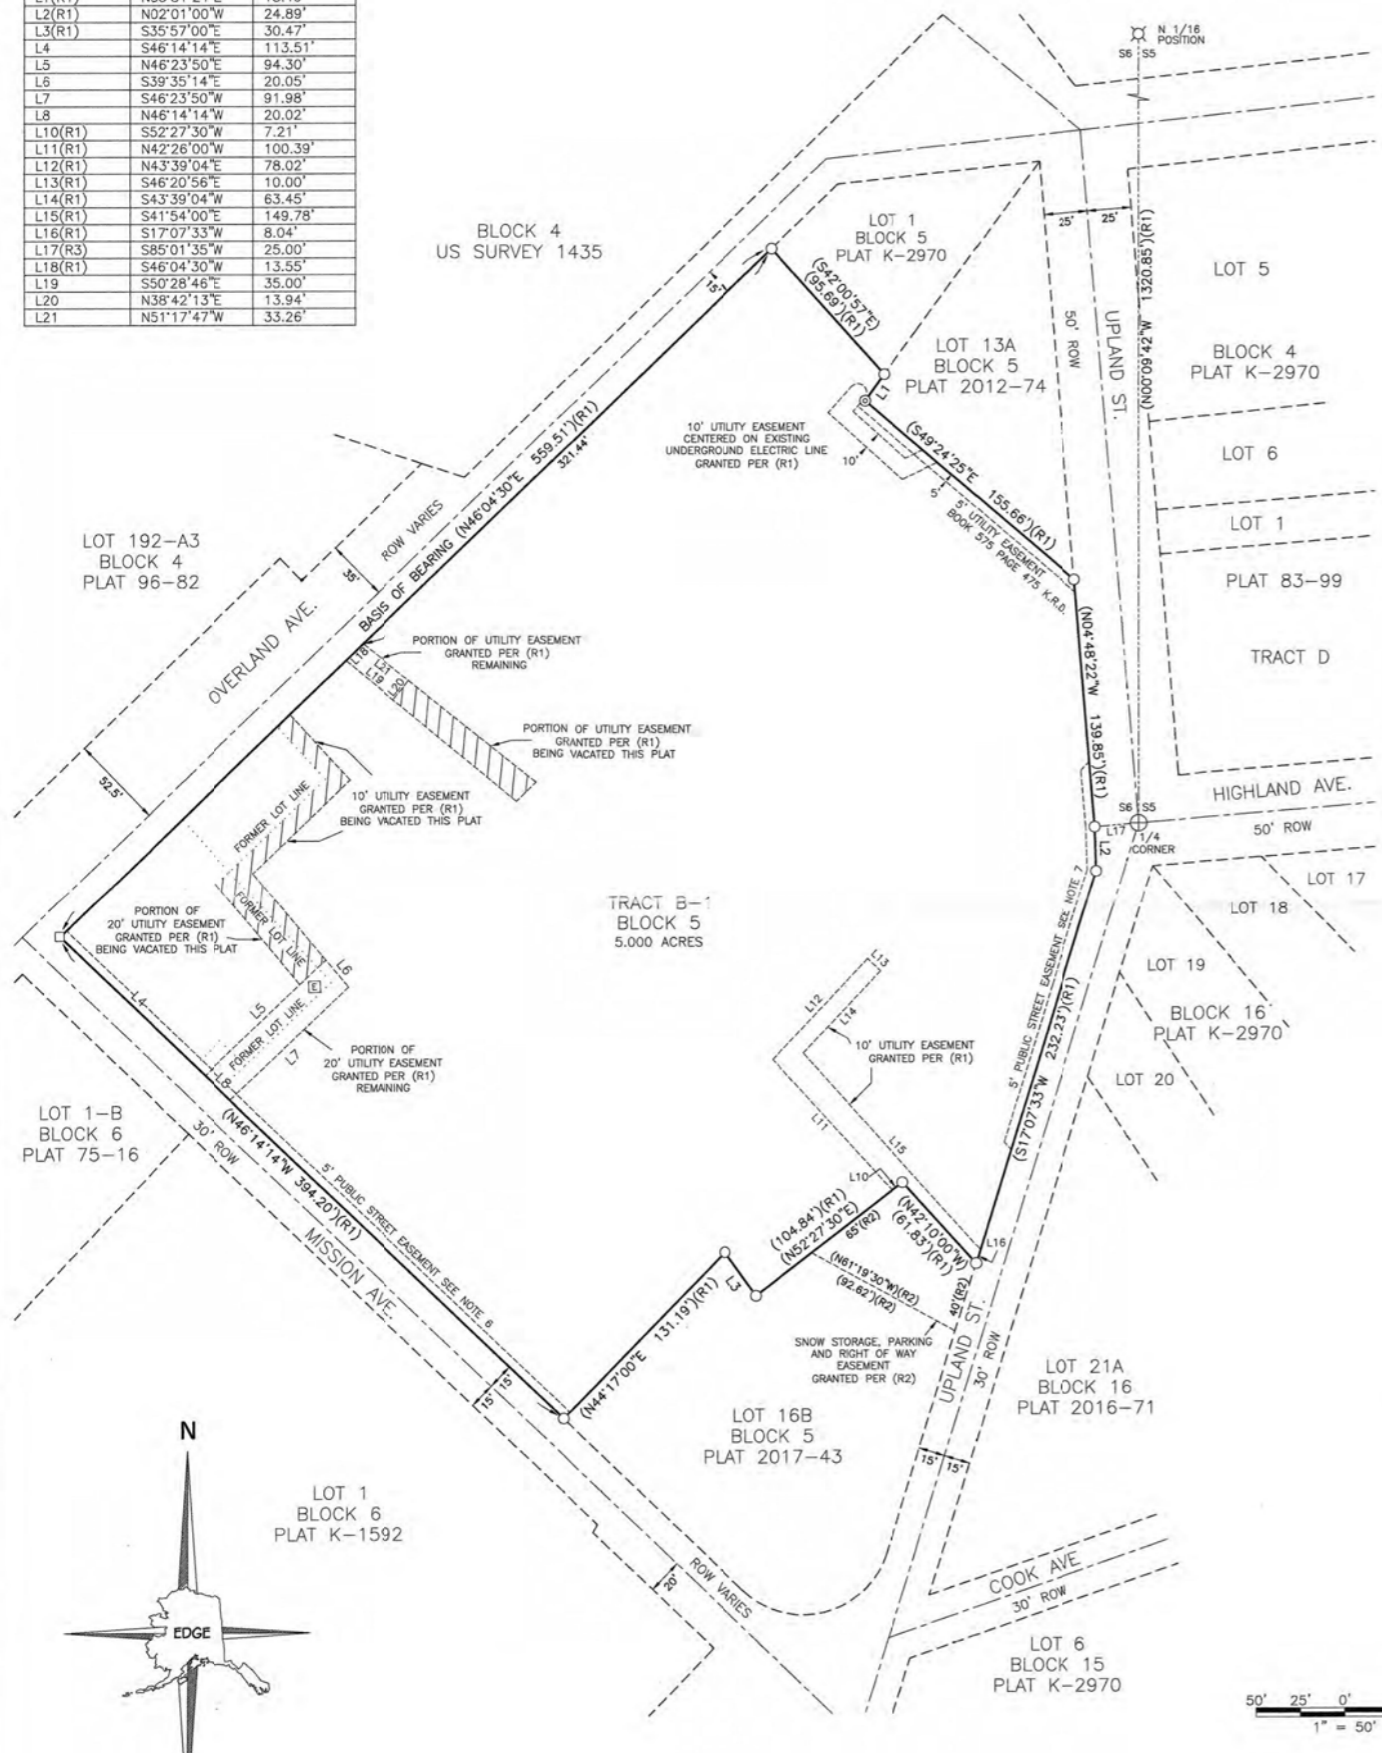 L2(R1) N02°01'00"W 24.89'
L3(R1) S35°57'00"E 30.47'
L4 S46°14'14"E 113.51'
L5 N46°23'50"E 94.30'
L6 S39°35'14"E 20.05'
L7 S46°23'50"W 91.98'
L8 N46°14'14"W 20.02'
L10(R1) S52°27'30"W 7.21'
L11(R1) N42°26'00"W 100.39'
L12(R1) N43°39'04"E 78.02'
L13(R1) S46°20'56"E 10.00'
L14(R1) S43°39'04"W 63.45'
L15(R1) S41°54'00"E 149.78'
L16(R1) S17°07'33"W 8.04'
L17(R3) S85°01'35"W 25.00'
L18(R1) S46°04'30"W 13.55'
L19 S50°28'46"E 35.00'
L20 N38°42'13"E 13.94'
L21 N51°17'47"W 33.26'
N 1/16
POSITION
S6 S5
BLOCK 4
US SURVEY 1435
LOT 1
BLOCK 5
PLAT K-2970
25' 25'
(N00°09'42"W 1320.85')(R1)
LOT 5
15'
(S42°00'57"E)
(95.69')(R1)
50' ROW
UPLAND ST.
BLOCK 4
PLAT K-2970
LOT 13A
BLOCK 5
PLAT 2012-74
L1
10' UTILITY EASEMENT
CENTERED ON EXISTING
UNDERGROUND ELECTRIC LINE
GRANTED PER (R1)
10'
(S49°24'25"E 155.66')(R1)
5'
5' UTILITY EASEMENT
BOOK 575 PAGE 475 K.R.D.
LOT 6
LOT 1
PLAT 83-99
TRACT D
BASIS OF BEARING (N46°04'30"E 559.51')(R1)
321.44'
ROW VARIES
35'
LOT 192-A3
BLOCK 4
PLAT 96-82
OVERLAND AVE.
52.5'
PORTION OF UTILITY EASEMENT
GRANTED PER (R1)
REMAINING
L18
L21
L19
L20
PORTION OF UTILITY EASEMENT
GRANTED PER (R1)
BEING VACATED THIS PLAT
10' UTILITY EASEMENT
GRANTED PER (R1)
BEING VACATED THIS PLAT
FORMER LOT LINE
(N04°48'22"W 139.85')(R1)
HIGHLAND AVE.
50' ROW
S6 S5
L17
1/4
CORNER
L2
LOT 17
LOT 18
LOT 19
BLOCK 16
PLAT K-2970
LOT 20
TRACT B-1
BLOCK 5
5.000 ACRES
PORTION OF
20' UTILITY EASEMENT
GRANTED PER (R1)
BEING VACATED THIS PLAT
FORMER LOT LINE
E
L6
L4
L5
FORMER LOT LINE
L7
L8
PORTION OF
20' UTILITY EASEMENT
GRANTED PER (R1)
REMAINING
5' PUBLIC STREET EASEMENT SEE NOTE 7
(S17°07'33"W 232.23')(R1)
L13
L12
L14
10' UTILITY EASEMENT
GRANTED PER (R1)
L11
L15
L10
L16
LOT 1-B
BLOCK 6
PLAT 75-16
30' ROW
(N46°14'14"W 394.20')(R1)
5' PUBLIC STREET EASEMENT SEE NOTE 6
MISSION AVE
(104.84')(R1)
(N52°27'30"E)
65'(R2)
(N42°10'00"W)
(61.83')(R1)
(N61°19'30"W)(R2)
(92.62')(R2)
40'(R2)
L3
(N44°17'00"E 131.19')(R1)
SNOW STORAGE, PARKING
AND RIGHT OF WAY
EASEMENT
GRANTED PER (R2)
UPLAND ST.
30' ROW
LOT 21A
BLOCK 16
PLAT 2016-71
15' 15'
LOT 16B
BLOCK 5
PLAT 2017-43
15' 15'
N
EDGE
LOT 1
BLOCK 6
PLAT K-1592
20'
ROW VARIES
COOK AVE
30' ROW
LOT 6
BLOCK 15
PLAT K-2970
50' 25' 0'
1" = 50'